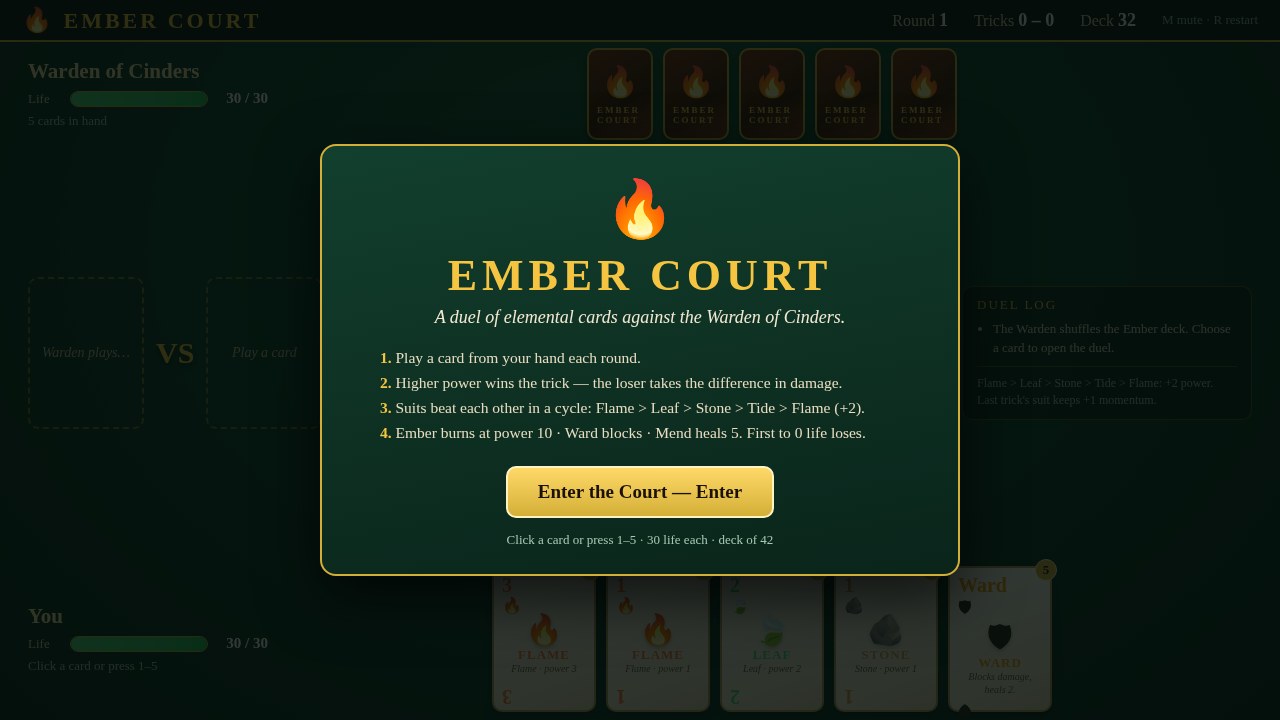 🔥 EMBER COURT
Round 1 Tricks 0 – 0 Deck 32 M mute · R restart
Warden of Cinders
Life 30 / 30
5 cards in hand
EMBER COURT
EMBER COURT
EMBER COURT
EMBER COURT
EMBER COURT
EMBER COURT
A duel of elemental cards against the Warden of Cinders.
1. Play a card from your hand each round.
2. Higher power wins the trick — the loser takes the difference in damage.
3. Suits beat each other in a cycle: Flame > Leaf > Stone > Tide > Flame (+2).
4. Ember burns at power 10 · Ward blocks · Mend heals 5. First to 0 life loses.
Enter the Court — Enter
Click a card or press 1–5 · 30 life each · deck of 42
Warden plays…
VS
Play a card
DUEL LOG
• The Warden shuffles the Ember deck. Choose
a card to open the duel.
Flame > Leaf > Stone > Tide > Flame: +2 power.
Last trick's suit keeps +1 momentum.
You
Life 30 / 30
Click a card or press 1–5
3
FLAME
Flame · power 3
3
1
FLAME
Flame · power 1
1
2
LEAF
Leaf · power 2
2
1
STONE
Stone · power 1
1
5
Ward
WARD
Blocks damage,
heals 2.